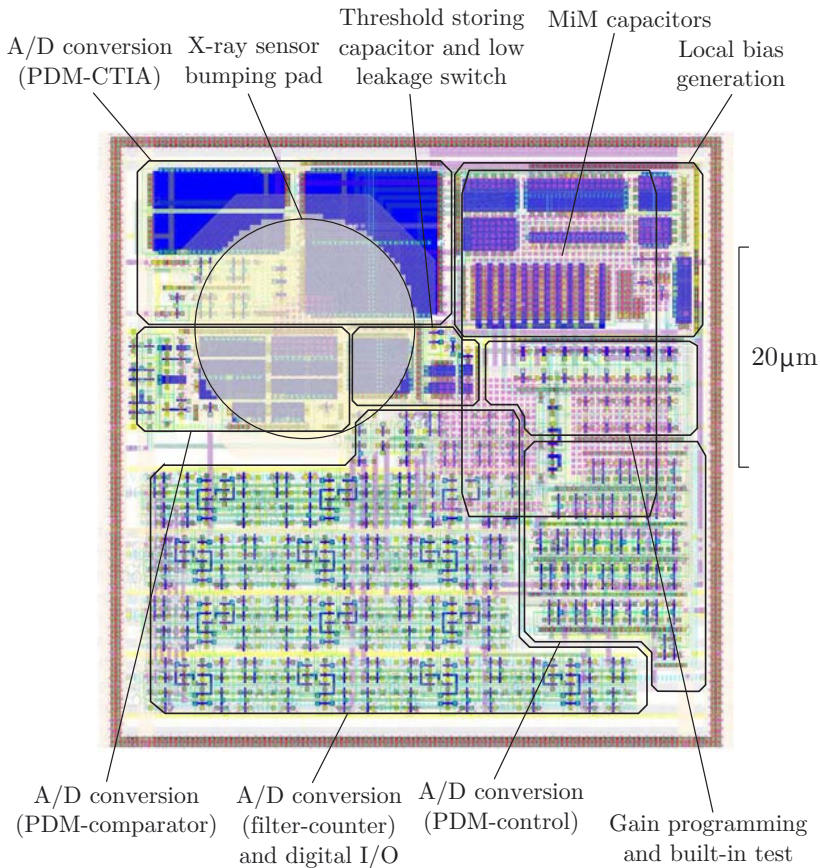 A/D conversion
(PDM-CTIA)
X-ray sensor
bumping pad
Threshold storing
capacitor and low
leakage switch
MiM capacitors
Local bias
generation
20μm
A/D conversion
(PDM-comparator)
A/D conversion
(filter-counter)
and digital I/O
A/D conversion
(PDM-control)
Gain programming
and built-in test